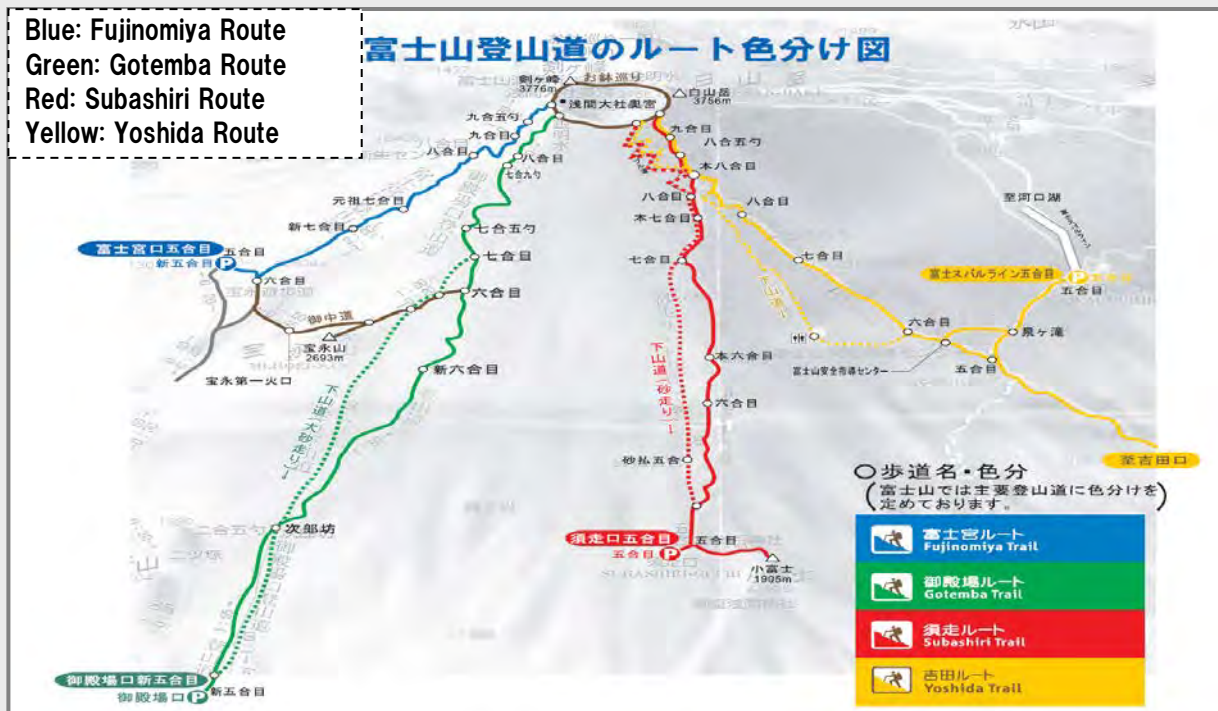 Blue: Fujinomiya Route
Green: Gotemba Route
Red: Subashiri Route
Yellow: Yoshida Route
富士山登山道のルート色分け図
剣ヶ峰
3776m
お鉢巡り
浅間大社奥宮
白山岳
3756m
九合五勺
九合目
八合目
元祖七合目
新七合目
富士宮口五合目
五合目
新五合目
P
六合目
八合目
七合九勺
七合五勺
七合目
六合目
御中道
宝永山
2693m
宝永第一火口
新六合目
下山道(大砂走り)
次郎坊
御殿場口新五合目
新五合目
御殿場口
P
九合目
八合五勺
本八合目
八合目
本七合目
七合目
本六合目
六合目
下山道(砂走り)
砂払五合
須走口五合目
五合目
五合目
P
小富士
1905m
八合目
七合目
下山道
六合目
富士山安全指導センター
五合目
泉ヶ滝
富士スバルライン五合目
P
五合目
至河口湖
至吉田口
○歩道名・色分
(富士山では主要登山道に色分けを
定めております。)
富士宮ルート
Fujinomiya Trail
御殿場ルート
Gotemba Trail
須走ルート
Subashiri Trail
吉田ルート
Yoshida Trail